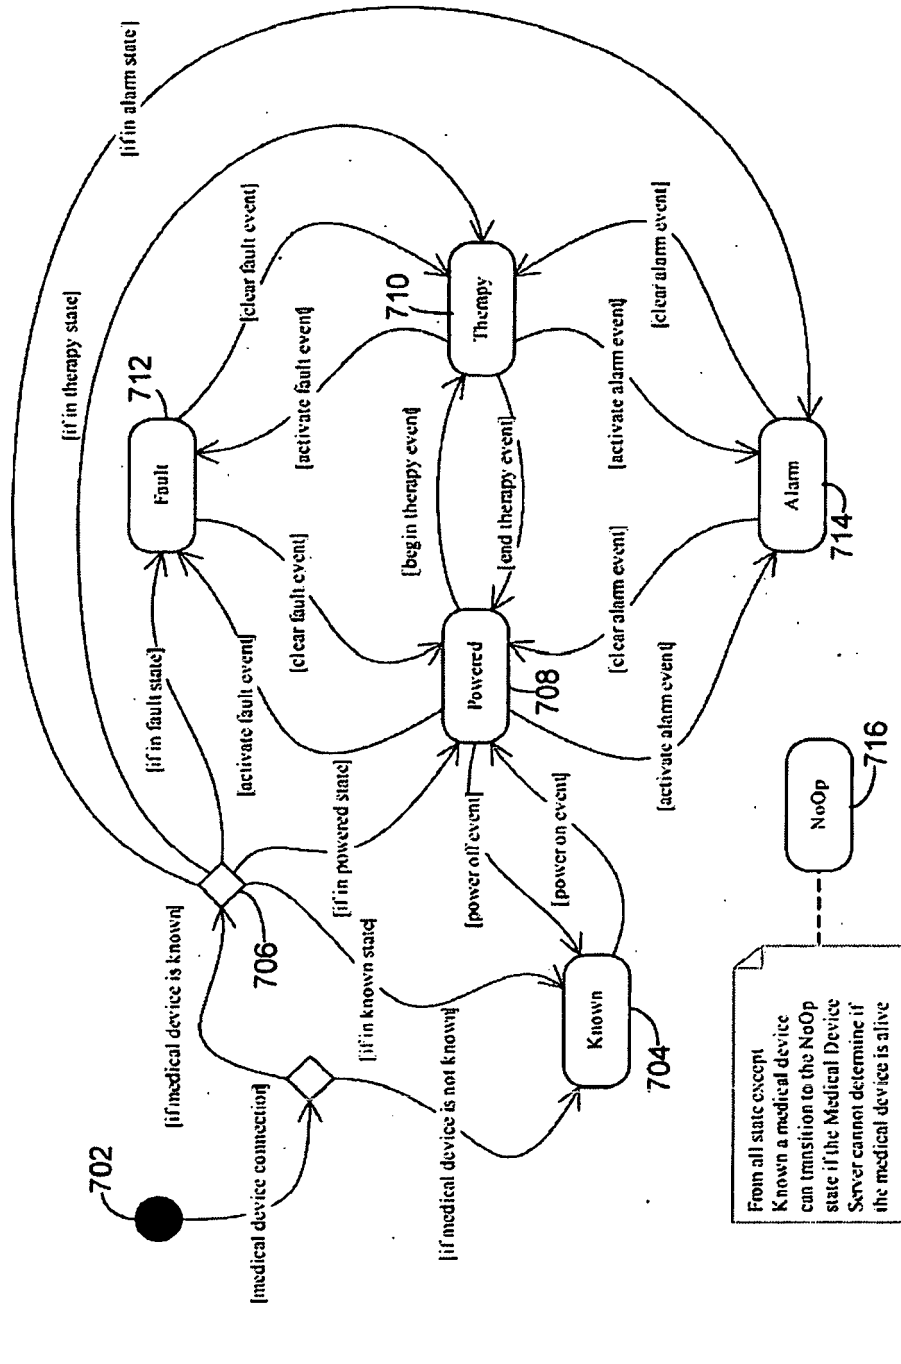 702
[medical device connection]
[if medical device is known]
[if medical device is not known]
706
[if in known state]
[if in powered state]
[if in fault state]
[if in therapy state]
[if in alarm state]
Known
704
[power off event]
[power on event]
Powered
708
[activate fault event]
[clear fault event]
[begin therapy event]
[end therapy event]
[clear alarm event]
[activate alarm event]
Fault
712
[activate fault event]
[clear fault event]
Therapy
710
[activate alarm event]
[clear alarm event]
Alarm
714
NoOp
716
From all state except
Known a medical device
can transition to the NoOp
state if the Medical Device
Server cannot determine if
the medical device is alive